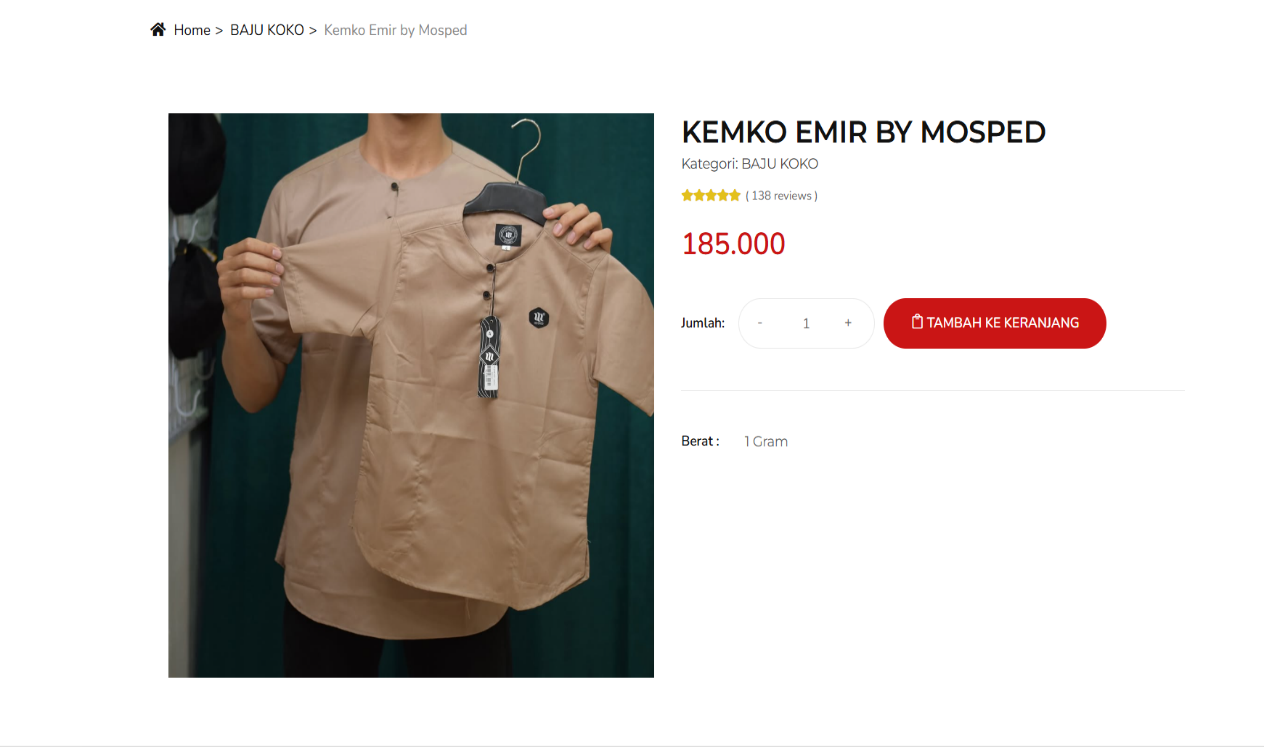 Home > BAJU KOKO > Kemko Emir by Mosped
KEMKO EMIR BY MOSPED
Kategori: BAJU KOKO
( 138 reviews )
185.000
Jumlah: - 1 + TAMBAH KE KERANJANG
Berat : 1 Gram